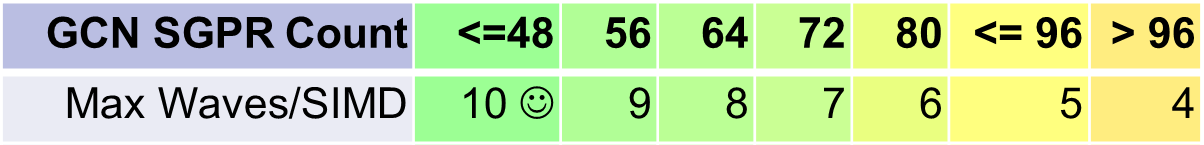 GCN SGPR Count <=48 56 64 72 80 <= 96 > 96
Max Waves/SIMD 10 ☺ 9 8 7 6 5 4